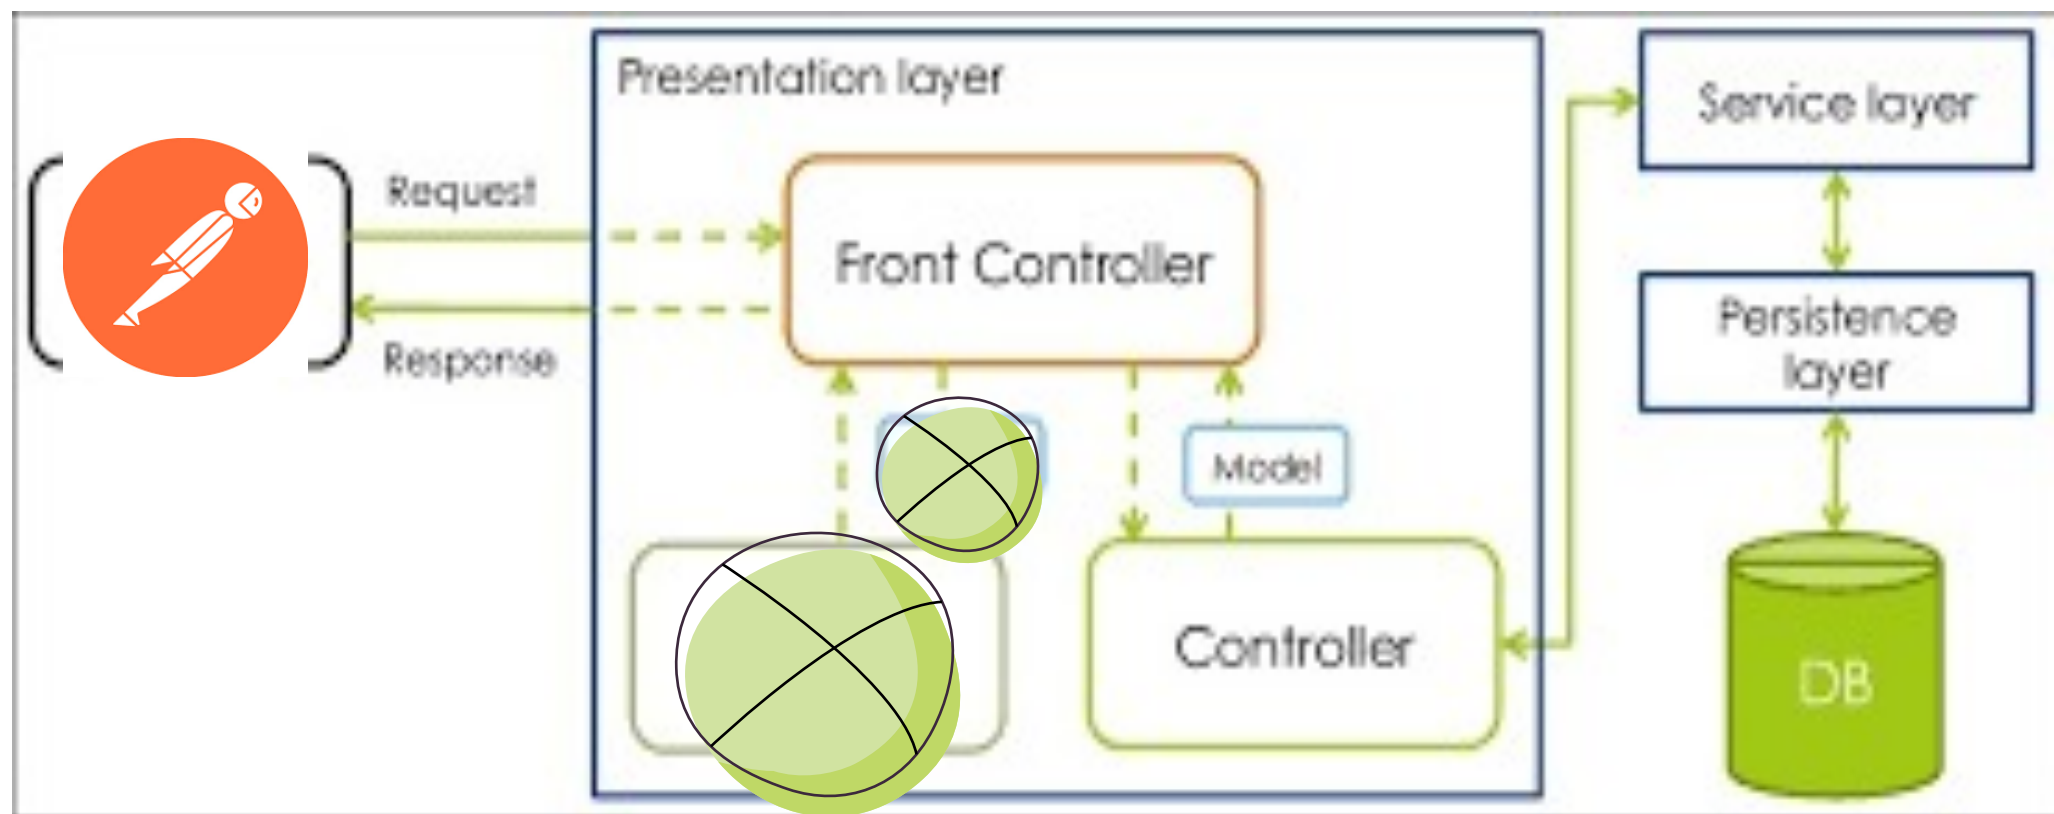 Presentation layer
Service layer
Request
Front Controller
Response
Persistence
layer
Model
Controller
DB